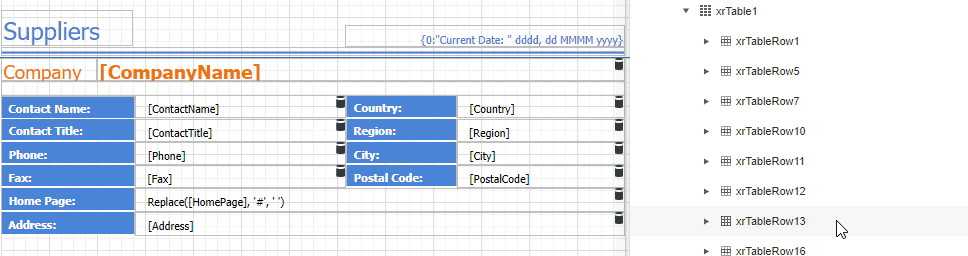 Suppliers
{0:"Current Date: " dddd, dd MMMM yyyy}
Company [CompanyName]
Contact Name: [ContactName] Country: [Country]
Contact Title: [ContactTitle] Region: [Region]
Phone: [Phone] City: [City]
Fax: [Fax] Postal Code: [PostalCode]
Home Page: Replace([HomePage], '#', ' ')
Address: [Address]
xrTable1
xrTableRow1
xrTableRow5
xrTableRow7
xrTableRow10
xrTableRow11
xrTableRow12
xrTableRow13
xrTableRow16